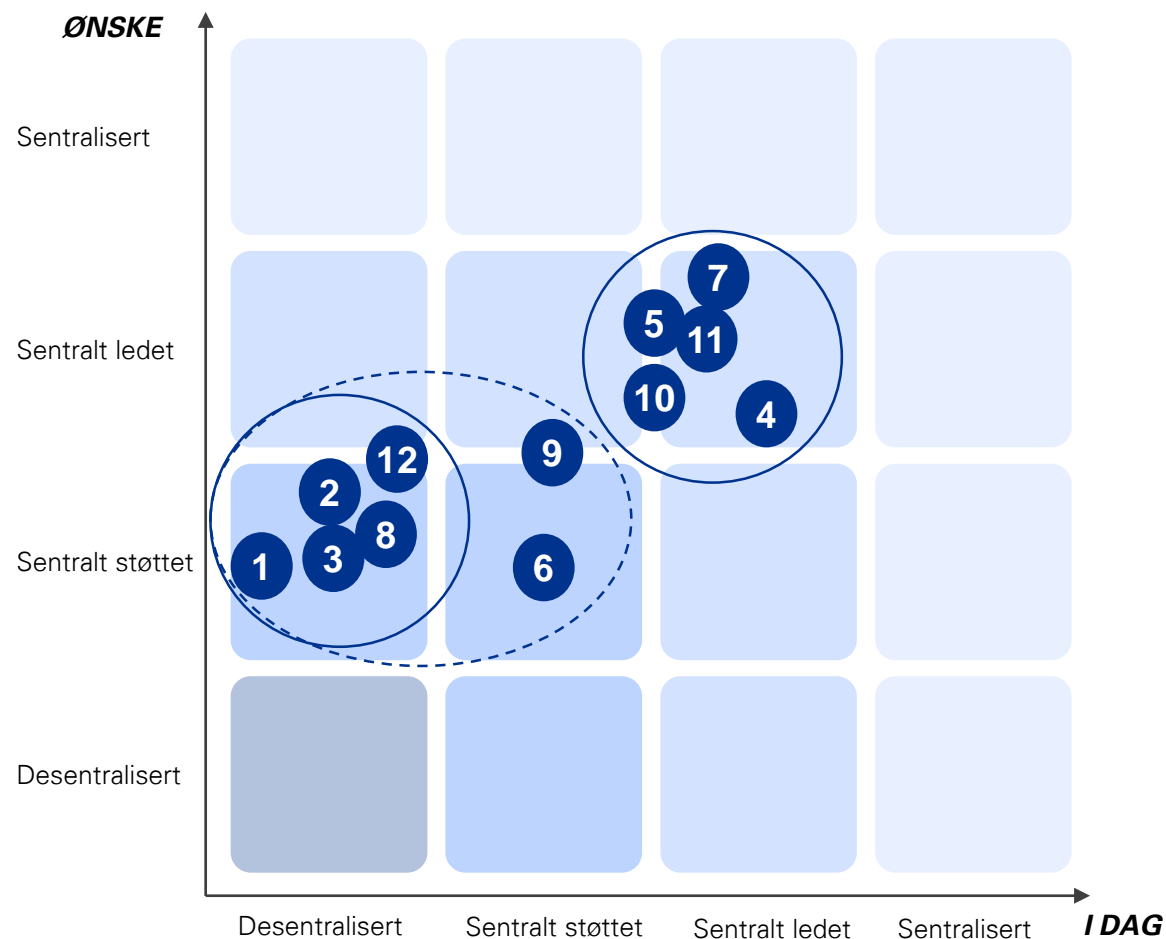 ØNSKE
Sentralisert
7
5
11
Sentralt ledet
10
4
9
12
2
8
3
1
6
Sentralt støttet
Desentralisert
Desentralisert
Sentralt støttet
Sentralt ledet
Sentralisert
I DAG